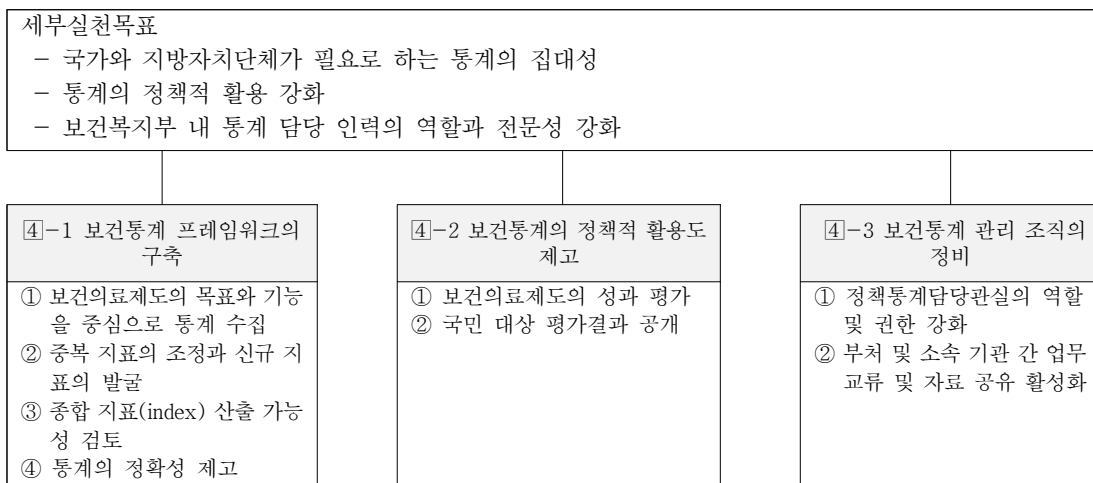 세부실천목표
- 국가와 지방자치단체가 필요로 하는 통계의 집대성
- 통계의 정책적 활용 강화
- 보건복지부 내 통계 담당 인력의 역할과 전문성 강화
4-1 보건통계 프레임워크의
구축
① 보건의료제도의 목표와 기능
을 중심으로 통계 수집
② 중복 지표의 조정과 신규 지
표의 발굴
③ 종합 지표(index) 산출 가능
성 검토
④ 통계의 정확성 제고
4-2 보건통계의 정책적 활용도
제고
① 보건의료제도의 성과 평가
② 국민 대상 평가결과 공개
4-3 보건통계 관리 조직의
정비
① 정책통계담당관실의 역할
및 권한 강화
② 부처 및 소속 기관 간 업무
교류 및 자료 공유 활성화